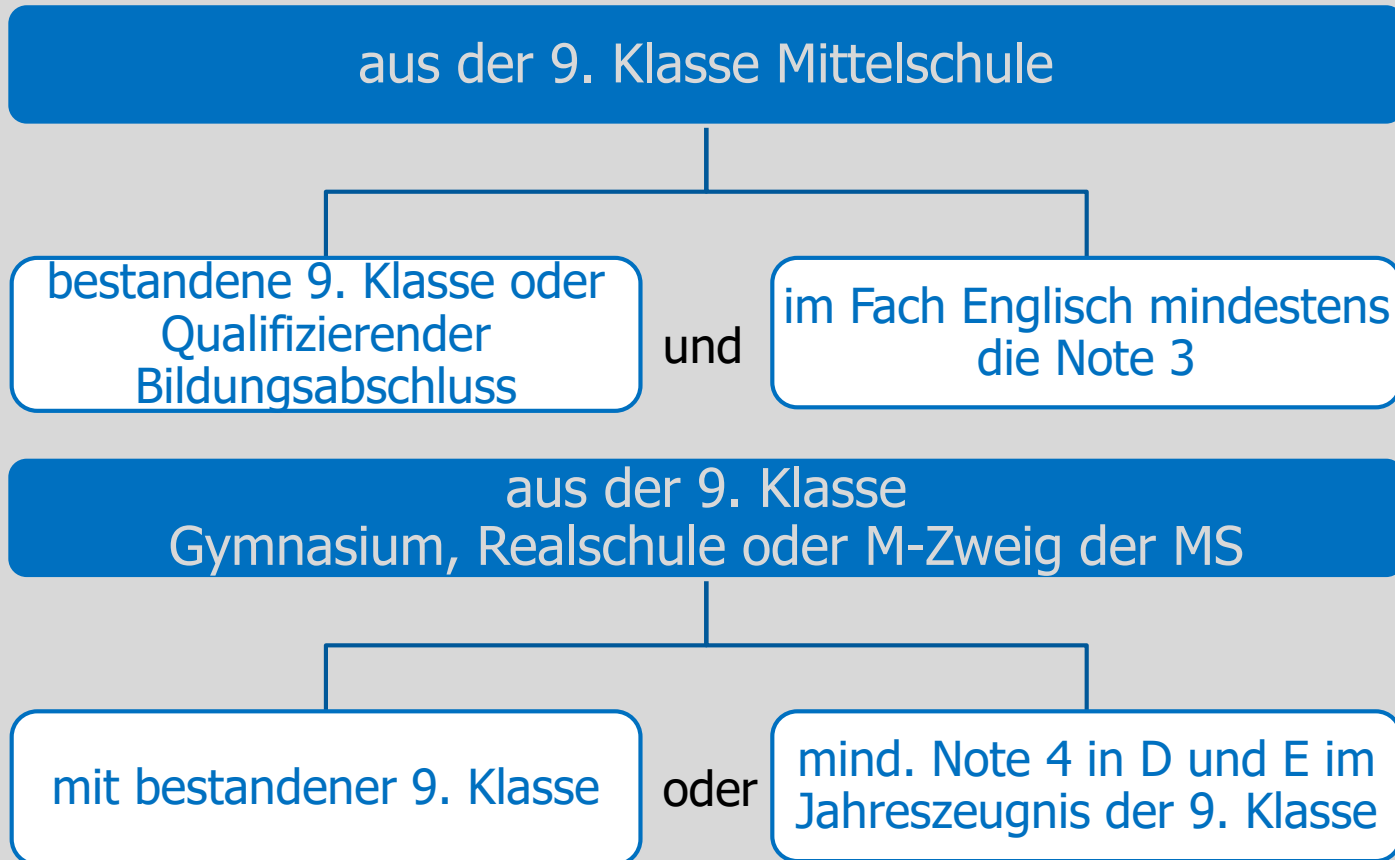 aus der 9. Klasse Mittelschule
bestandene 9. Klasse oder
Qualifizierender
Bildungsabschluss
und
im Fach Englisch mindestens
die Note 3
aus der 9. Klasse
Gymnasium, Realschule oder M-Zweig der MS
mit bestandener 9. Klasse
oder
mind. Note 4 in D und E im
Jahreszeugnis der 9. Klasse